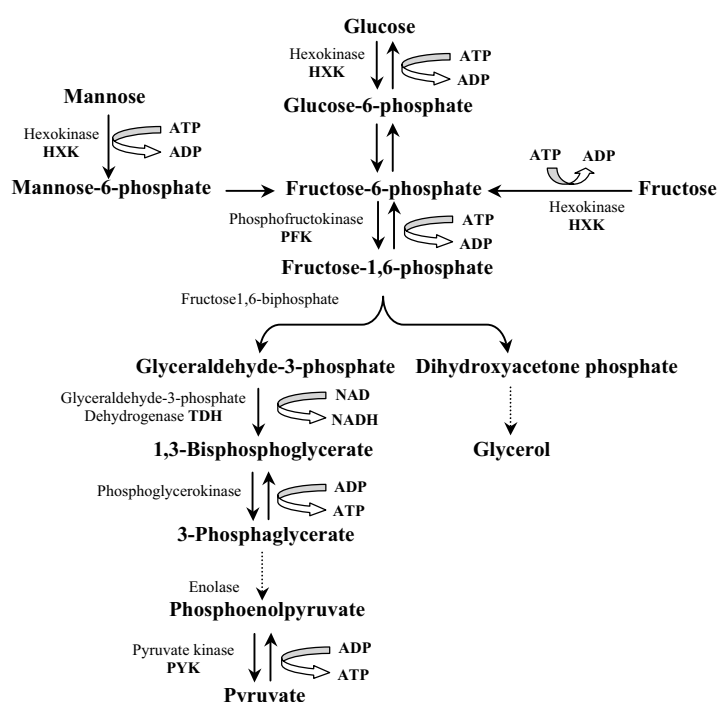 Glucose
Hexokinase
HXK
ATP
ADP
Glucose-6-phosphate
Mannose
Hexokinase
HXK
ATP
ADP
Mannose-6-phosphate
Fructose-6-phosphate
ATP
ADP
Fructose
Hexokinase
HXK
Phosphofructokinase
PFK
ATP
ADP
Fructose-1,6-phosphate
Fructose1,6-biphosphate
Glyceraldehyde-3-phosphate
Dihydroxyacetone phosphate
Glyceraldehyde-3-phosphate
Dehydrogenase TDH
NAD
NADH
1,3-Bisphosphoglycerate
Glycerol
Phosphoglycerokinase
ADP
ATP
3-Phosphaglycerate
Enolase
Phosphoenolpyruvate
Pyruvate kinase
PYK
ADP
ATP
Pyruvate